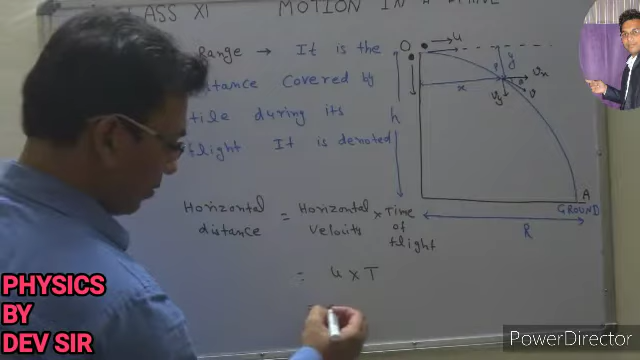 CLASS XI MOTION IN A PLANE
Range → It is the
covered by
tile during its
flight It is denoted
Horizontal distance = Horizontal Velocity × Time of flight
= u × T
O
u
h
x
y
P
θ
Vx
Vy
V
A
GROUND
R
PHYSICS
BY
DEV SIR
PowerDirector